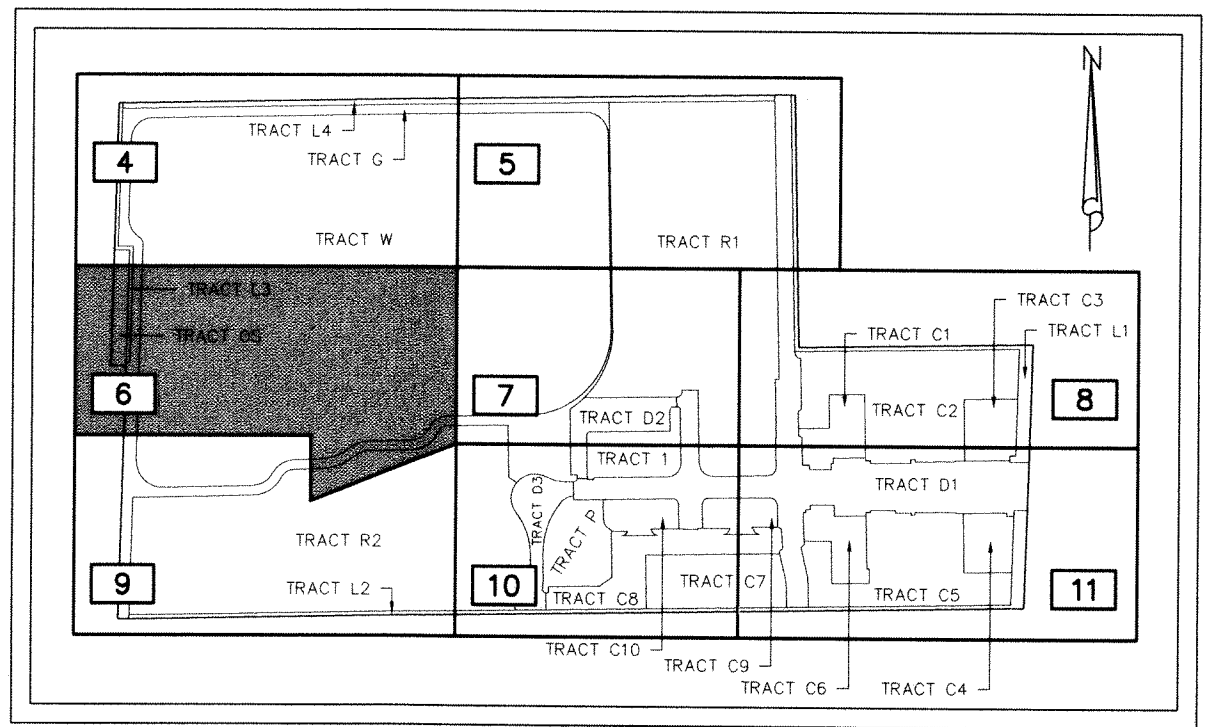 N
TRACT L4
4
5
TRACT G
TRACT W
TRACT R1
TRACT L3
TRACT C3
TRACT OS
TRACT C1
TRACT L1
6
7
8
TRACT C2
TRACT D2
TRACT 1
TRACT D1
TRACT D3
TRACT P
TRACT R2
9
TRACT L2
10
TRACT C7
TRACT C8
TRACT C5
11
TRACT C10
TRACT C9
TRACT C6
TRACT C4